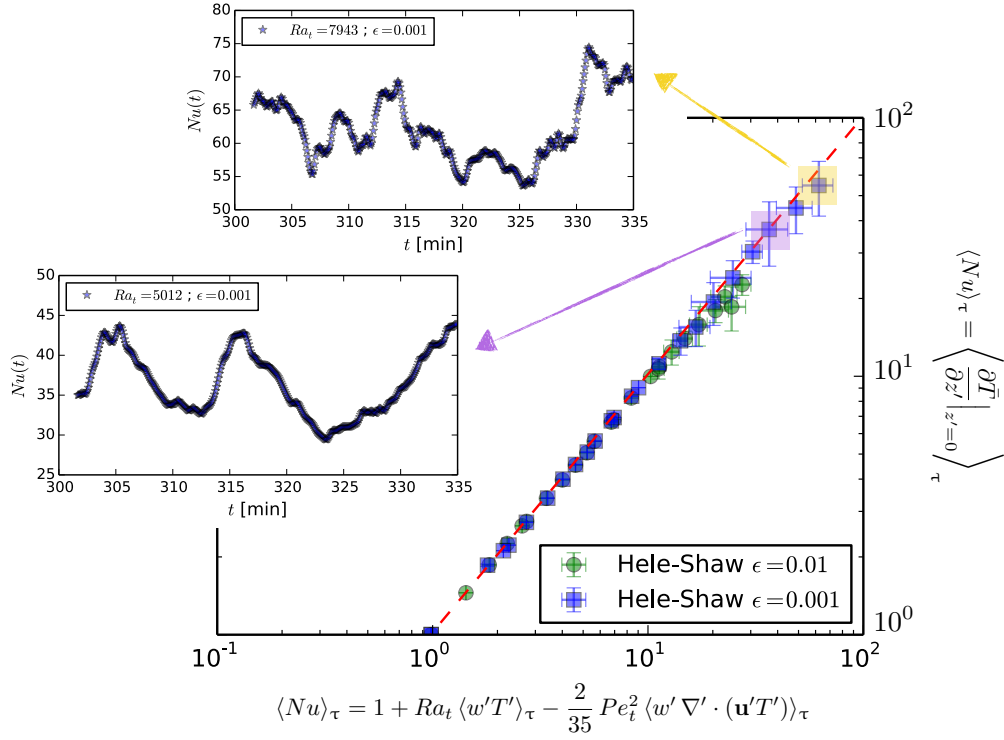 80
75
70
65
60
55
50
Nu(t)
Ra_t =7943 ; ϵ=0.001
300 305 310 315 320 325 330 335
t [min]
50
45
40
35
30
25
Nu(t)
Ra_t =5012 ; ϵ=0.001
300 305 310 315 320 325 330 335
t [min]
10^2
10^1
10^0
⟨Nu⟩_τ = ⟨∂T̄/∂z′|_{z′=0}⟩_τ
Hele-Shaw ϵ=0.01
Hele-Shaw ϵ=0.001
10^-1 10^0 10^1 10^2
⟨Nu⟩_τ = 1 + Ra_t ⟨w′T′⟩_τ - 2/35 Pe_t^2 ⟨w′ ∇′ · (u′T′)⟩_τ